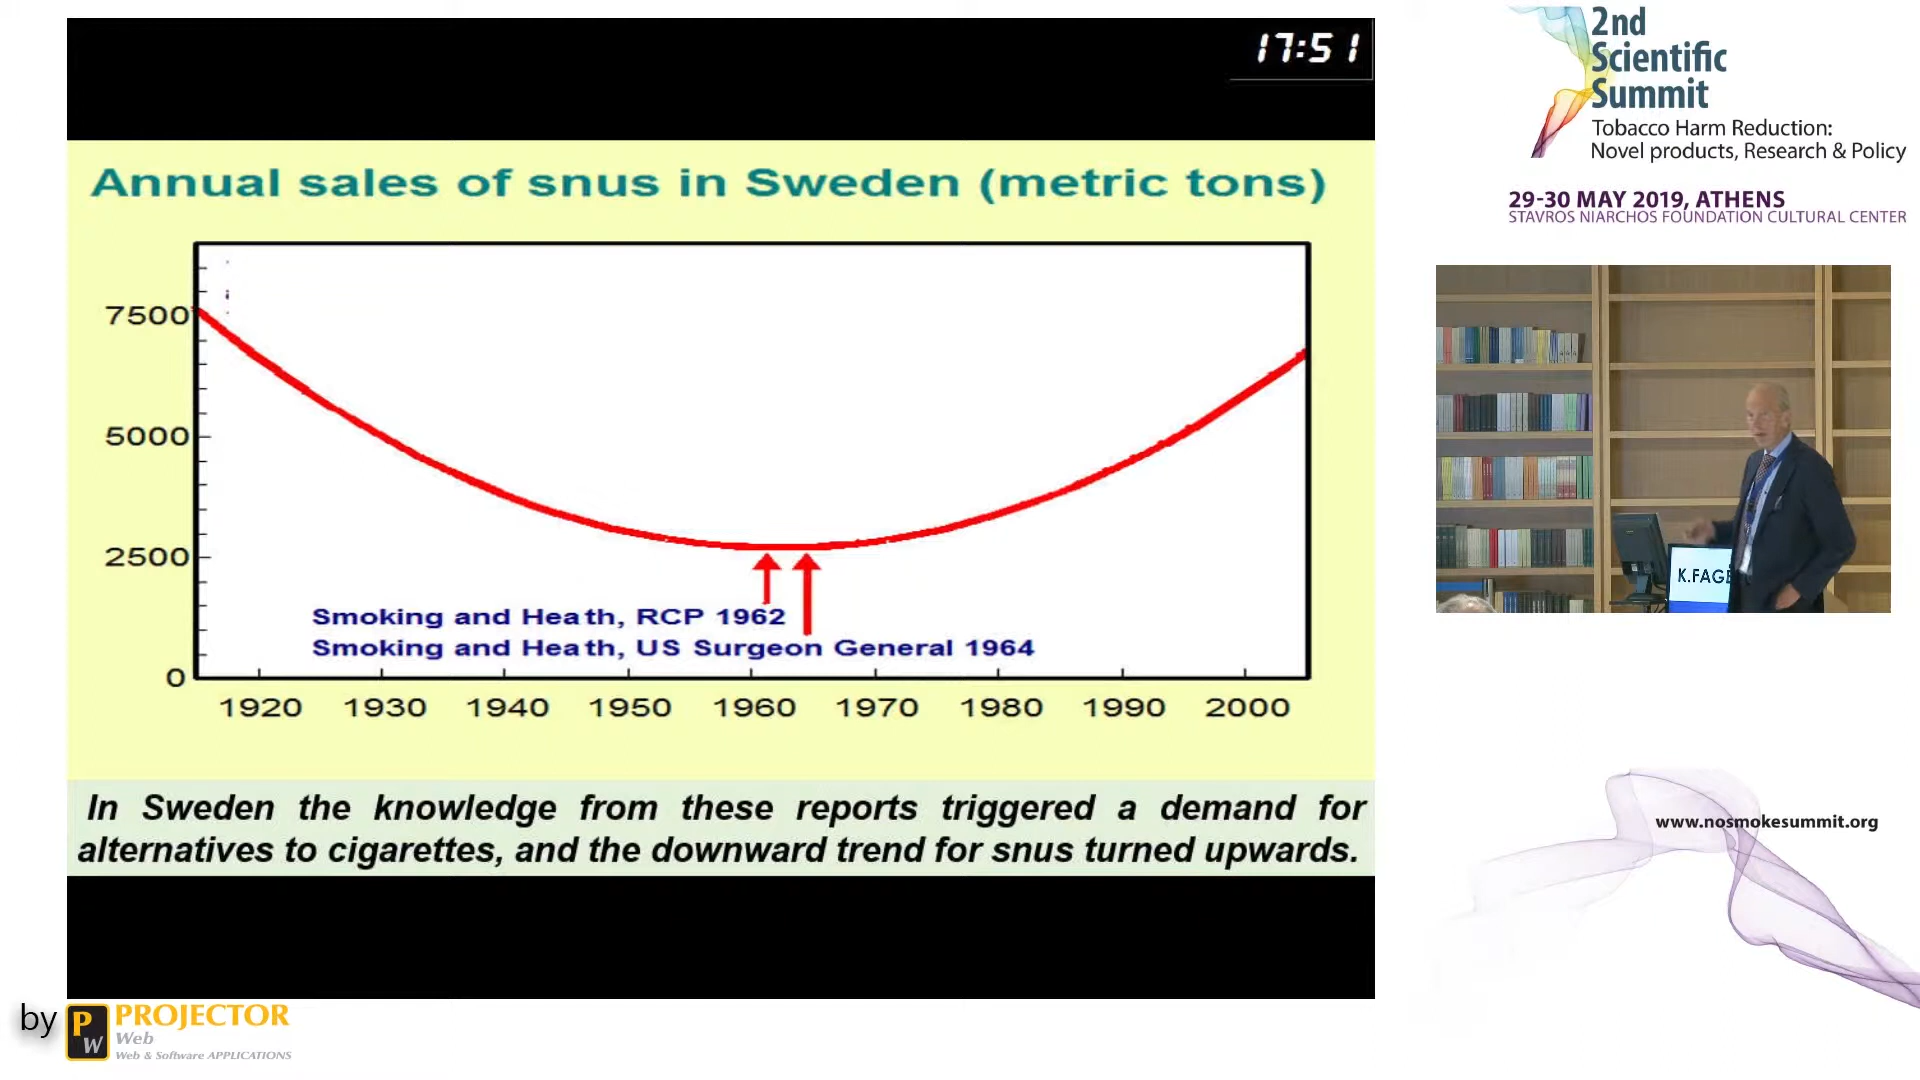 17:51
Annual sales of snus in Sweden (metric tons)
7500
5000
2500
0
Smoking and Heath, RCP 1962
Smoking and Heath, US Surgeon General 1964
1920 1930 1940 1950 1960 1970 1980 1990 2000
In Sweden the knowledge from these reports triggered a demand for
alternatives to cigarettes, and the downward trend for snus turned upwards.
2nd
Scientific
Summit
Tobacco Harm Reduction:
Novel products, Research & Policy
29-30 MAY 2019, ATHENS
STAVROS NIARCHOS FOUNDATION CULTURAL CENTER
K.FAGE
www.nosmokesummit.org
by PW PROJECTOR
Web
Web & Software APPLICATIONS